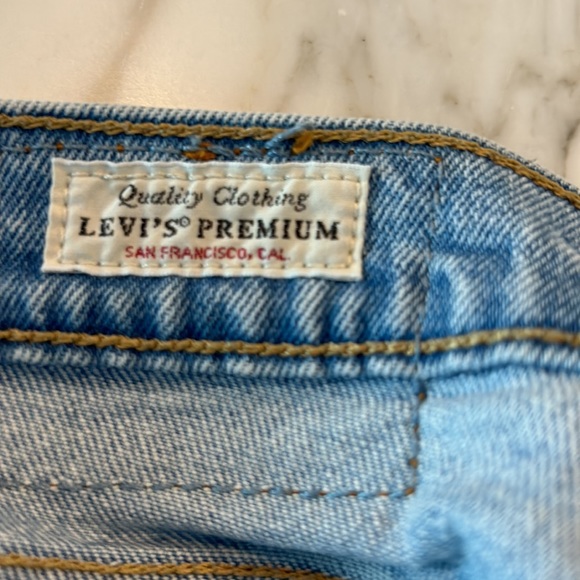 Quality Clothing
LEVI'S® PREMIUM
SAN FRANCISCO, CAL.